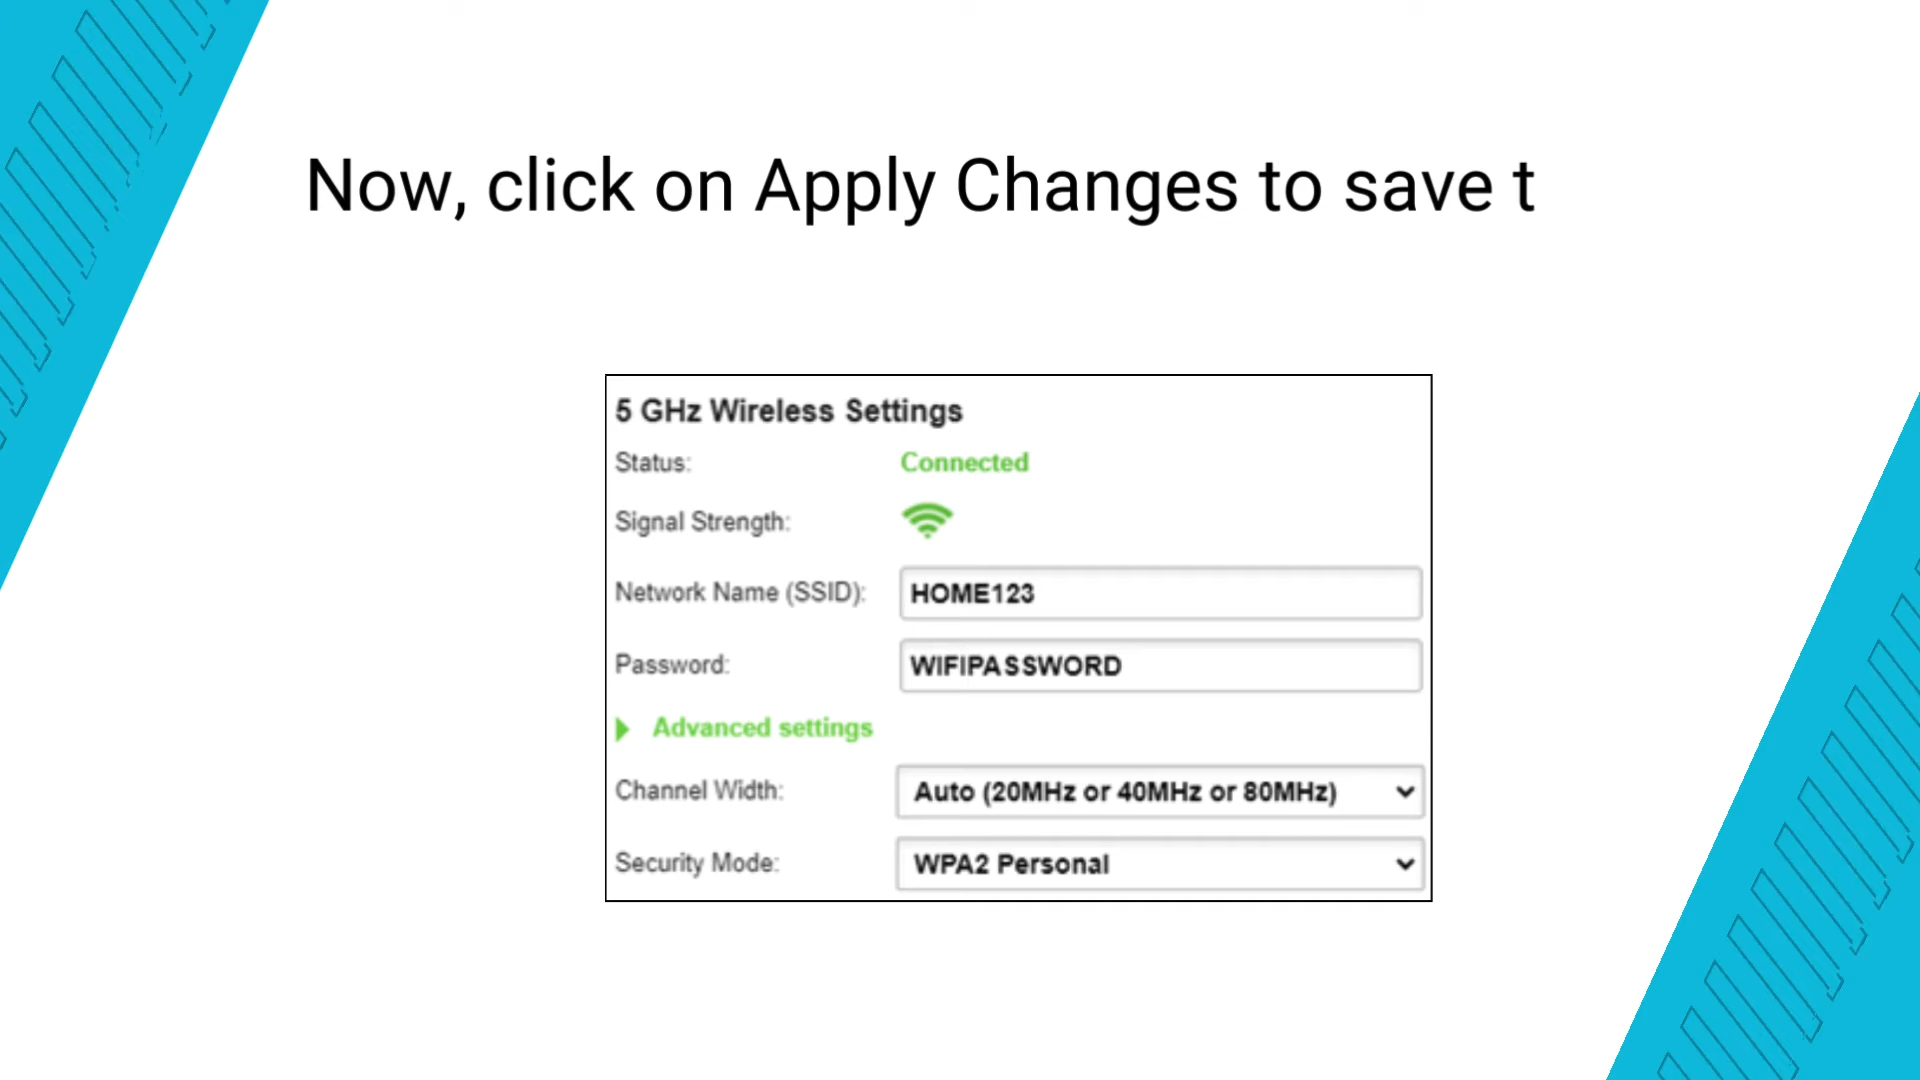 Now, click on Apply Changes to save t
5 GHz Wireless Settings
Status: Connected
Signal Strength:
Network Name (SSID): HOME123
Password: WIFIPASSWORD
Advanced settings
Channel Width: Auto (20MHz or 40MHz or 80MHz)
Security Mode: WPA2 Personal